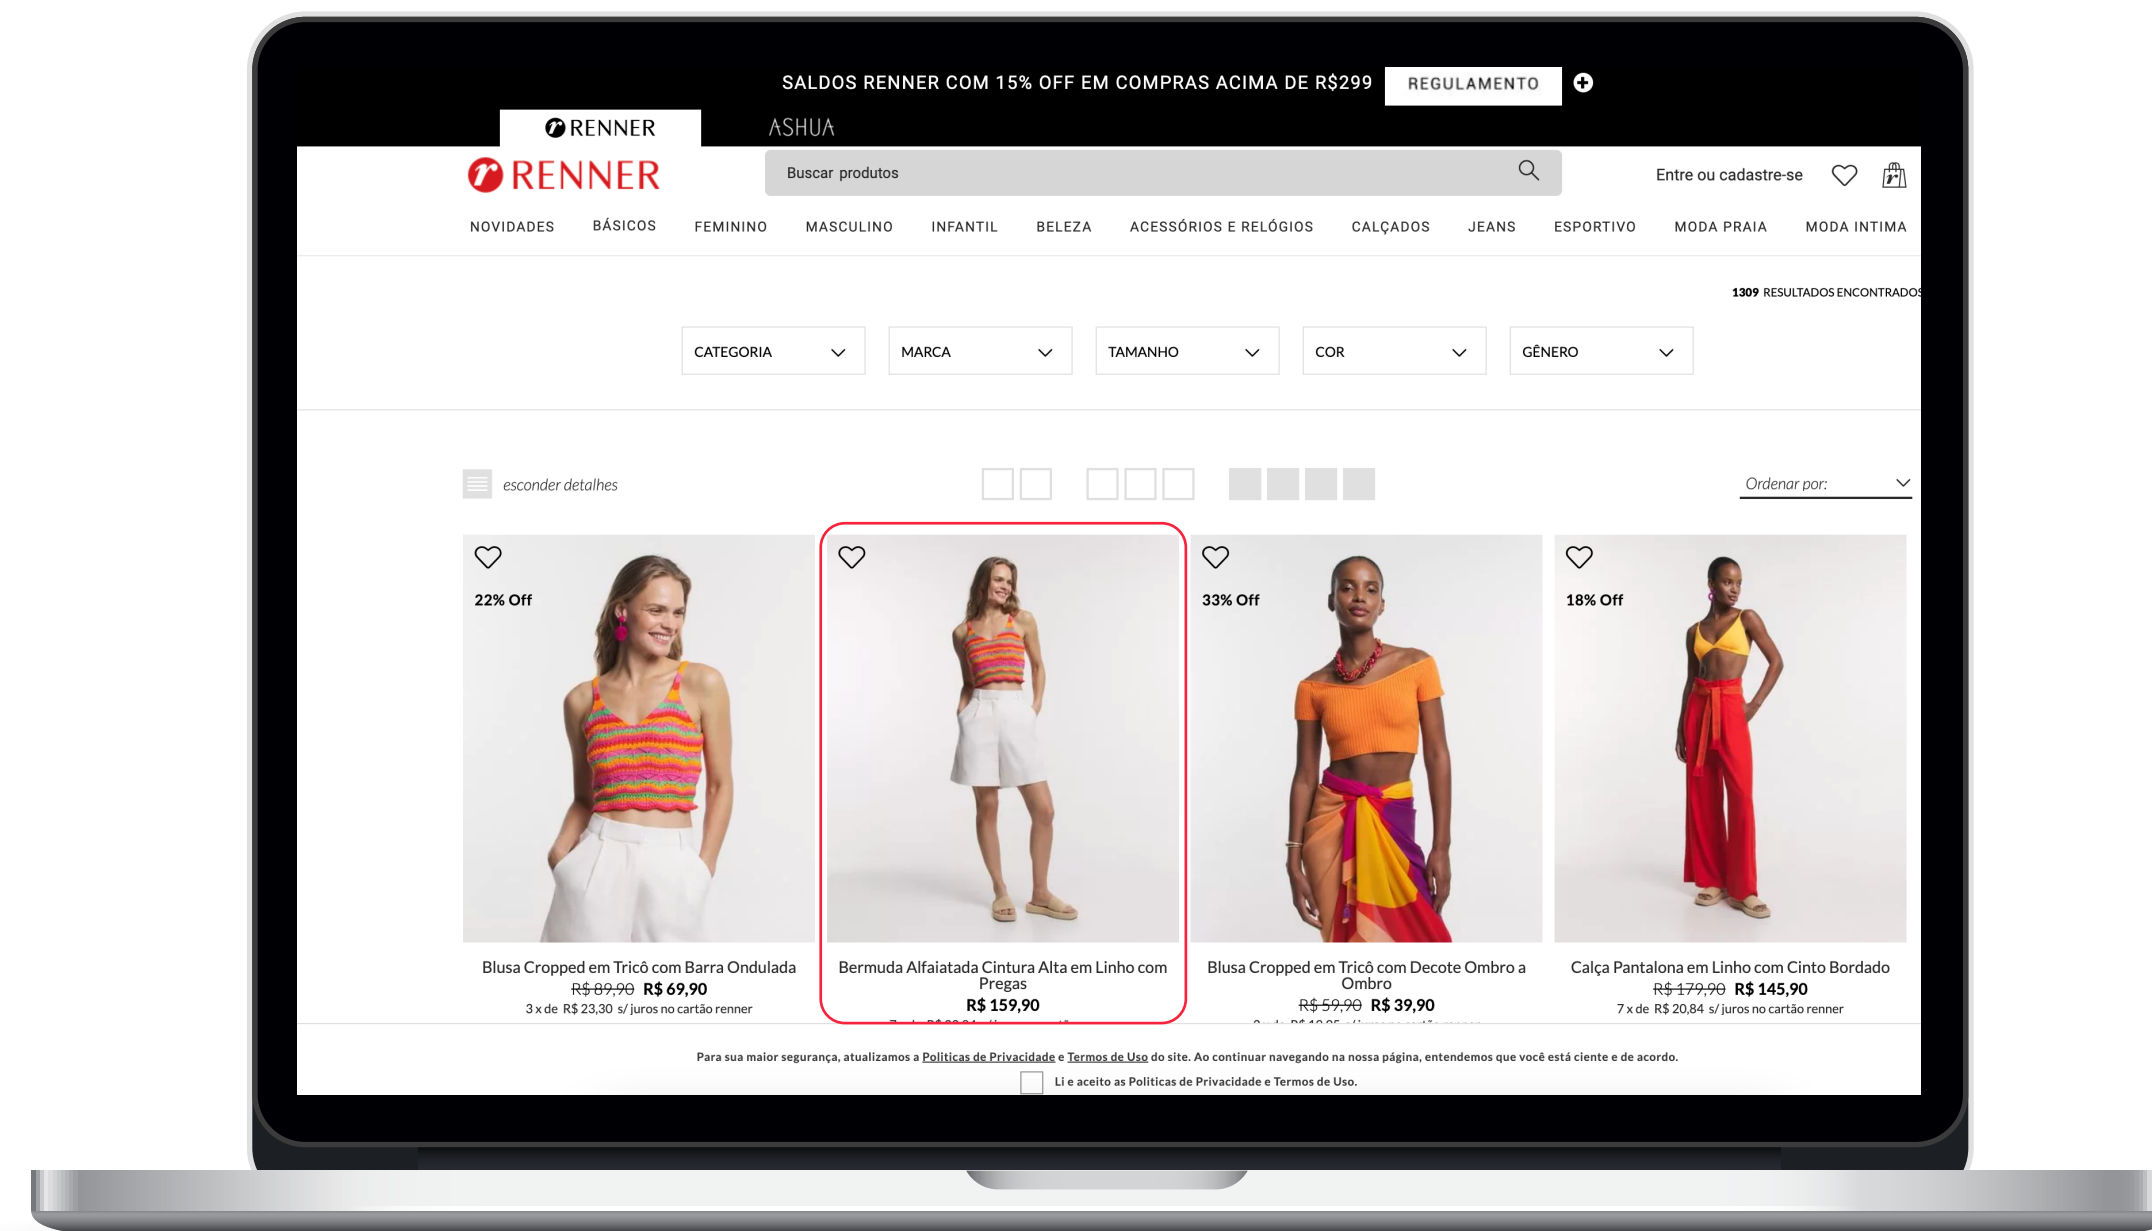 SALDOS RENNER COM 15% OFF EM COMPRAS ACIMA DE R$299 REGULAMENTO
RENNER ASHUA
RENNER Buscar produtos Entre ou cadastre-se
NOVIDADES BÁSICOS FEMININO MASCULINO INFANTIL BELEZA ACESSÓRIOS E RELÓGIOS CALÇADOS JEANS ESPORTIVO MODA PRAIA MODA INTIMA
1309 RESULTADOS ENCONTRADOS
CATEGORIA MARCA TAMANHO COR GÊNERO
esconder detalhes Ordenar por:
22% Off 33% Off 18% Off
Blusa Cropped em Tricô com Barra Ondulada
R$ 89,90 R$ 69,90
3 x de R$ 23,30 s/ juros no cartão renner
Bermuda Alfaiatada Cintura Alta em Linho com
Pregas
R$ 159,90
Blusa Cropped em Tricô com Decote Ombro a
Ombro
R$ 59,90 R$ 39,90
Calça Pantalona em Linho com Cinto Bordado
R$ 179,90 R$ 145,90
7 x de R$ 20,84 s/ juros no cartão renner
Para sua maior segurança, atualizamos a Politicas de Privacidade e Termos de Uso do site. Ao continuar navegando na nossa página, entendemos que você está ciente e de acordo.
Li e aceito as Politicas de Privacidade e Termos de Uso.